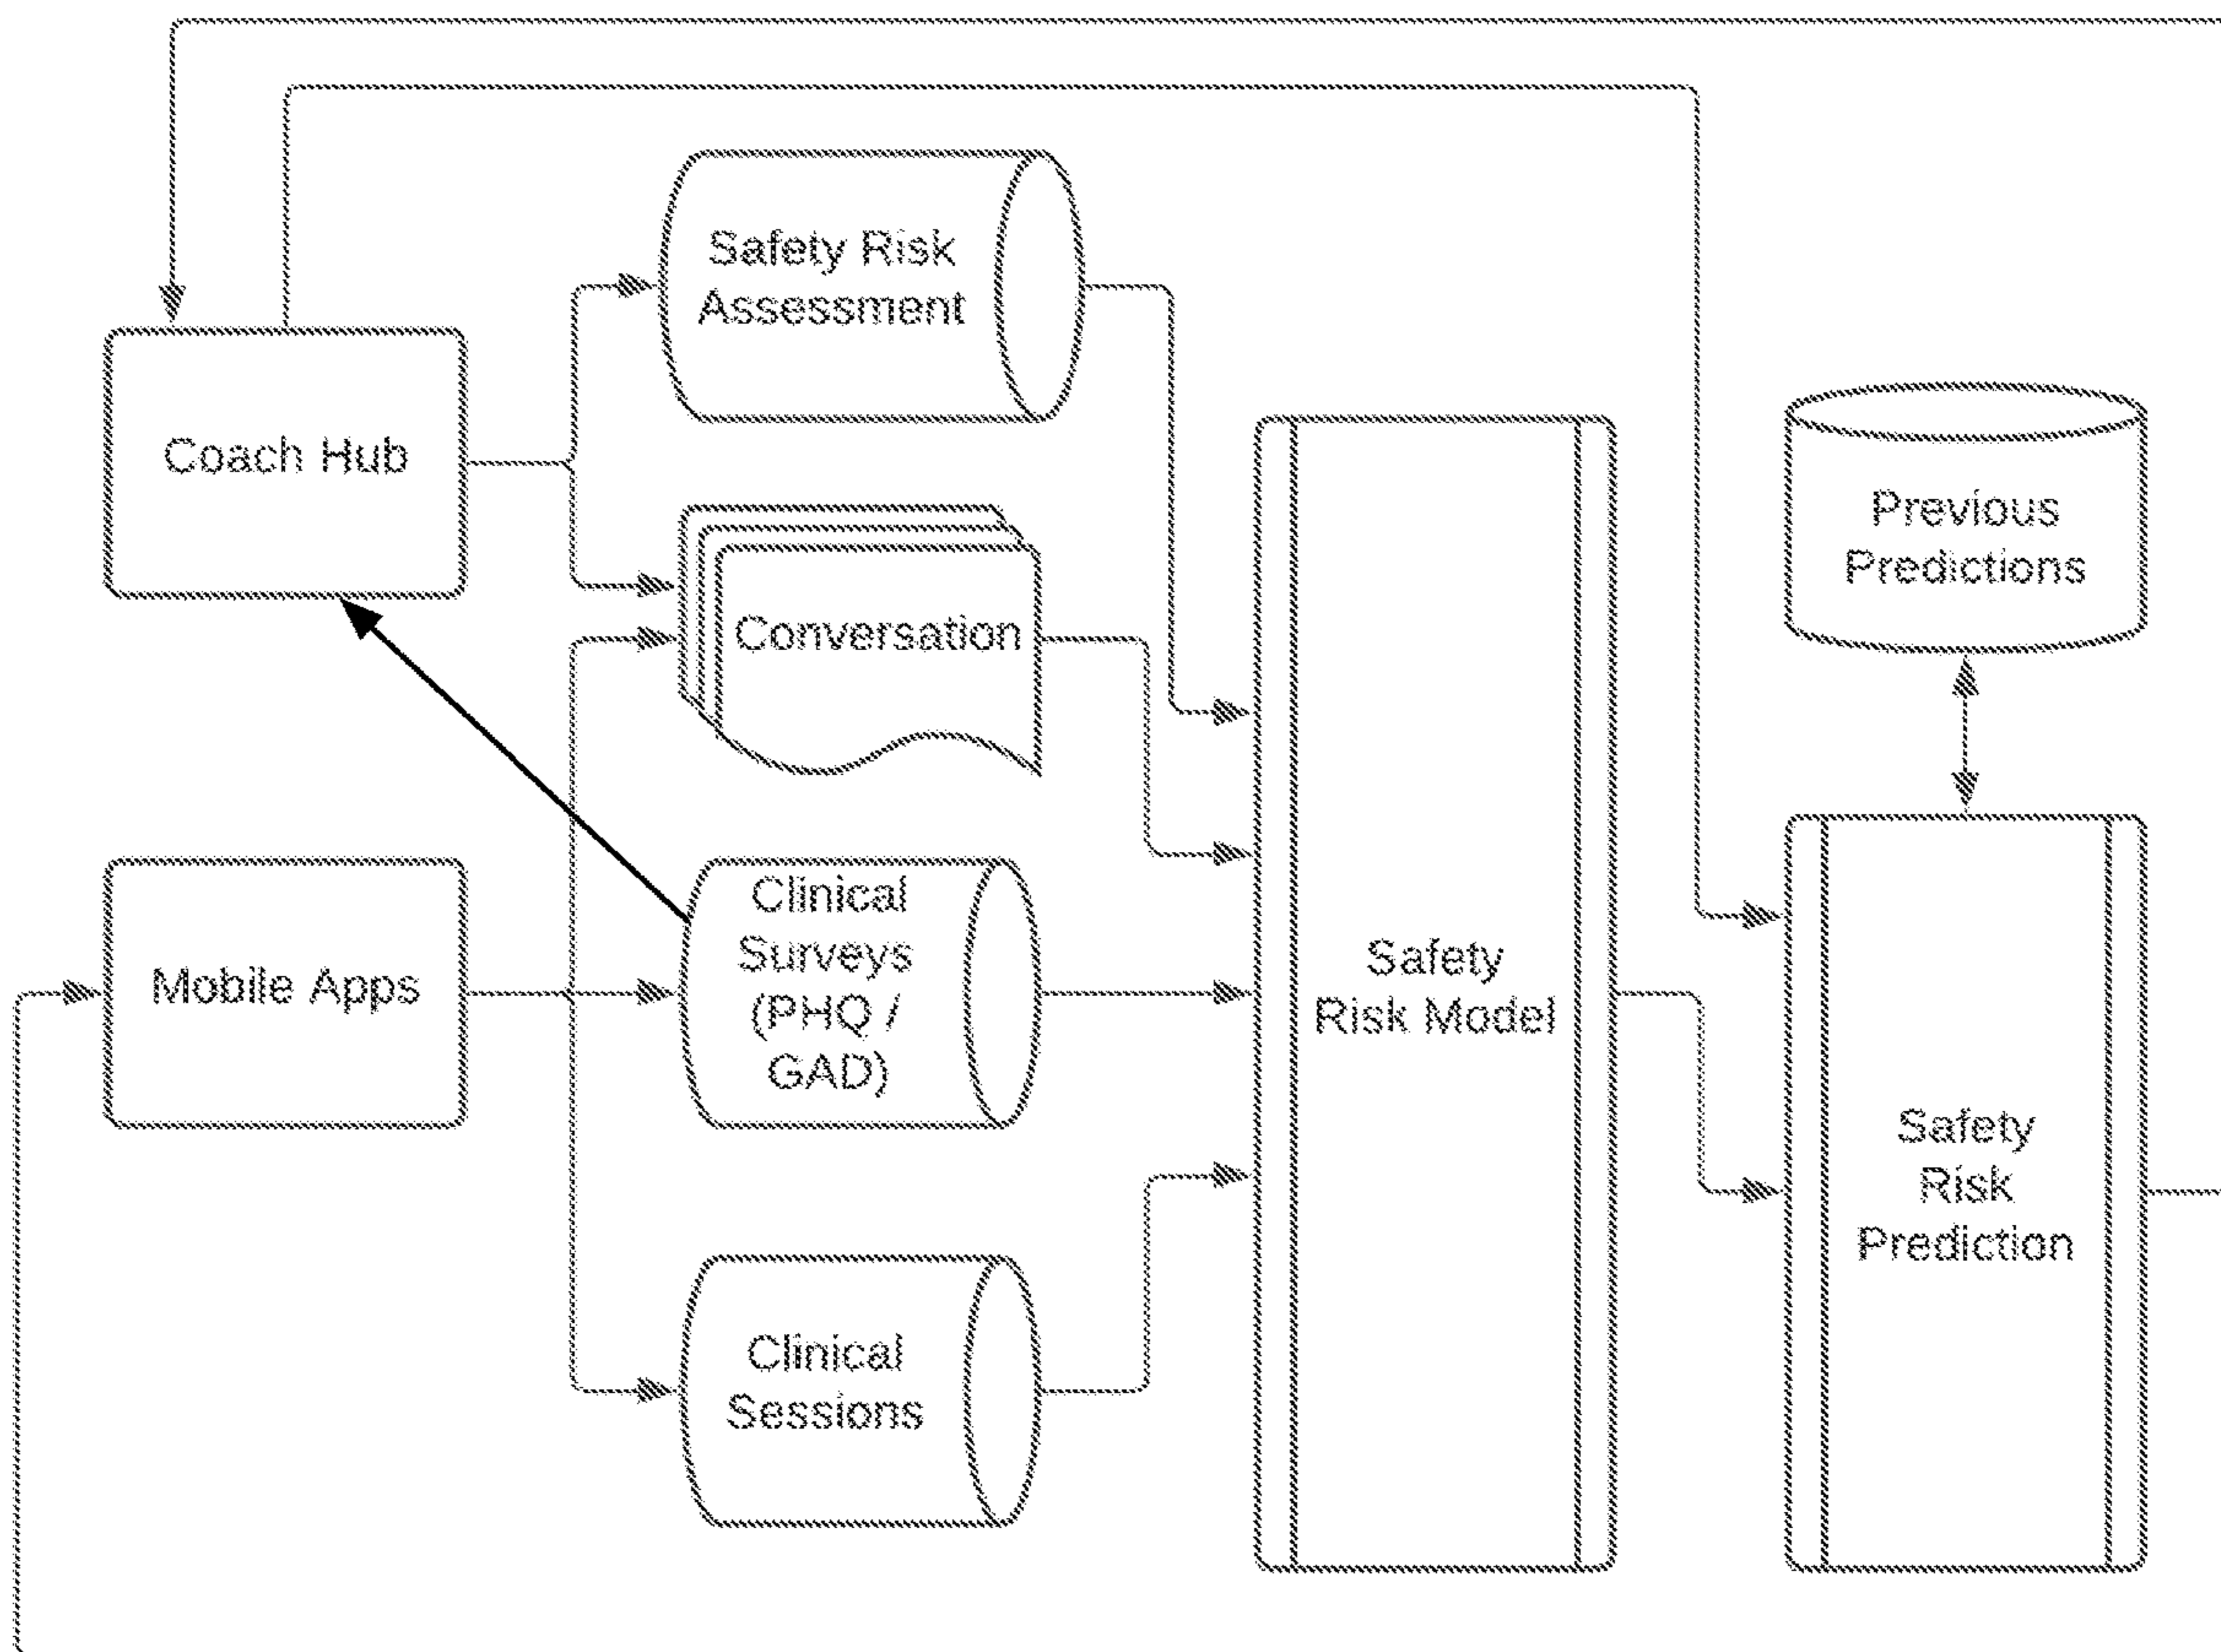 Safety Risk
Assessment
Coach Hub
Previous
Predictions
Conversation
Clinical
Surveys
(PHQ /
GAD)
Mobile Apps
Safety
Risk Model
Safety
Risk
Prediction
Clinical
Sessions